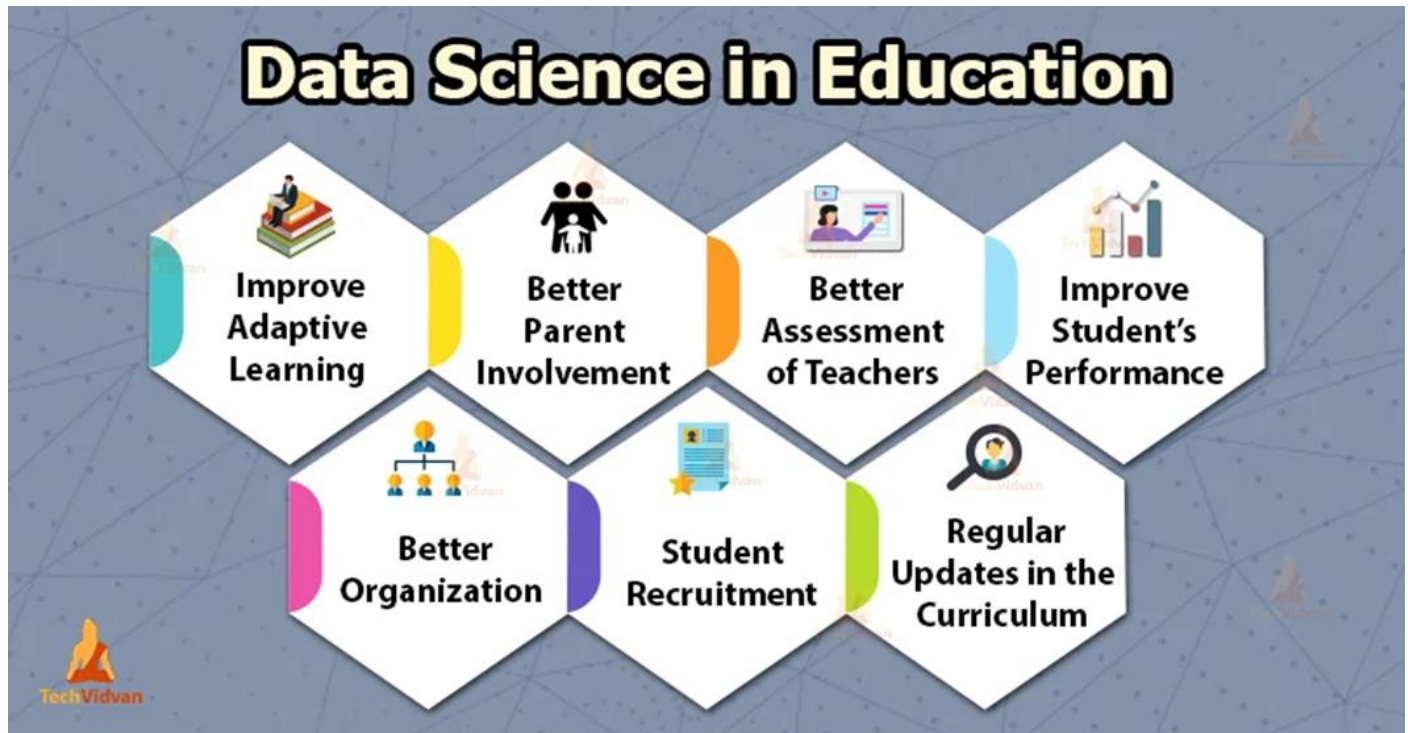 Data Science in Education
Improve
Adaptive
Learning
Better
Parent
Involvement
Better
Assessment
of Teachers
Improve
Student's
Performance
Better
Organization
Student
Recruitment
Regular
Updates in the
Curriculum
TechVidvan